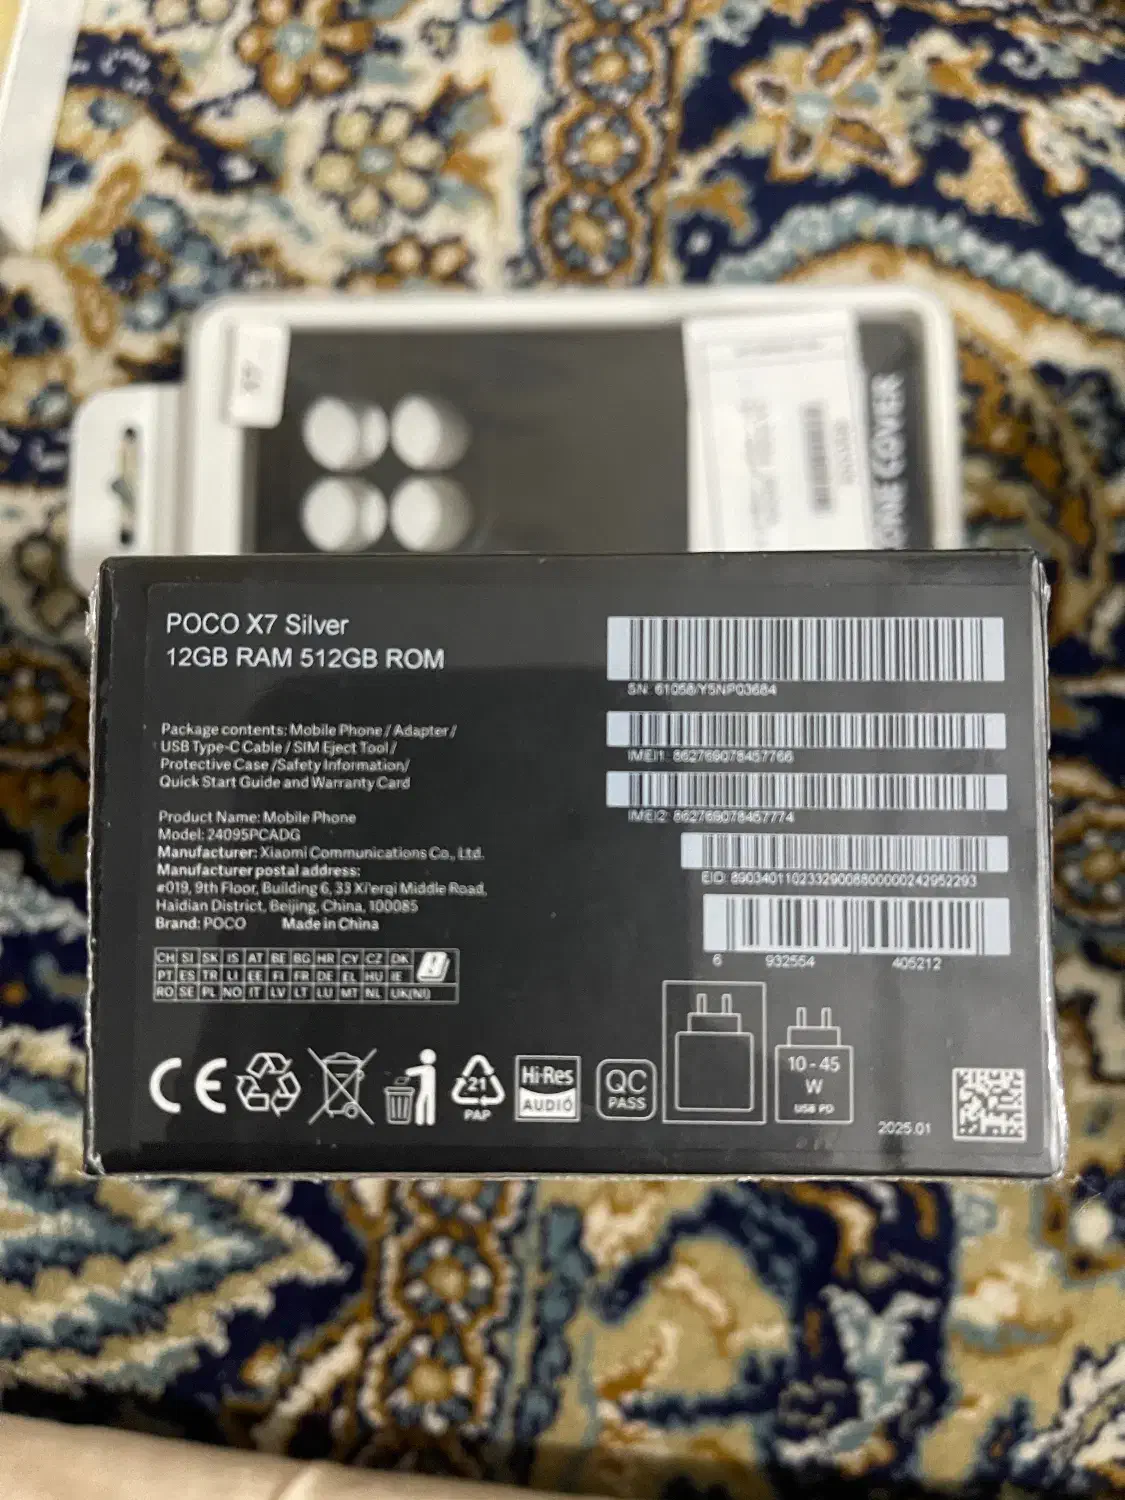 X7
ONE COVER
POCO X7 Silver
12GB RAM 512GB ROM
Package contents: Mobile Phone / Adapter /
USB Type-C Cable / SIM Eject Tool /
Protective Case /Safety Information/
Quick Start Guide and Warranty Card
Product Name: Mobile Phone
Model: 24095PCADG
Manufacturer: Xiaomi Communications Co., Ltd.
Manufacturer postal address:
#019, 9th Floor, Building 6, 33 Xi'erqi Middle Road,
Haidian District, Beijing, China, 100085
Brand: POCO Made in China
CH SI SK IS AT BE BG HR CY CZ DK
PT ES TR LI EE FI FR DE EL HU IE
RO SE PL NO IT LV LT LU MT NL UK(NI)
SN: 61058/Y5NP03684
IMEI1: 862769078457766
IMEI2: 862769078457774
EID: 89034011023329008800000242952293
6 932554 405212
CE
21
PAP
Hi-Res
AUDIO
QC
PASS
10 - 45
W
USB PD
2025.01